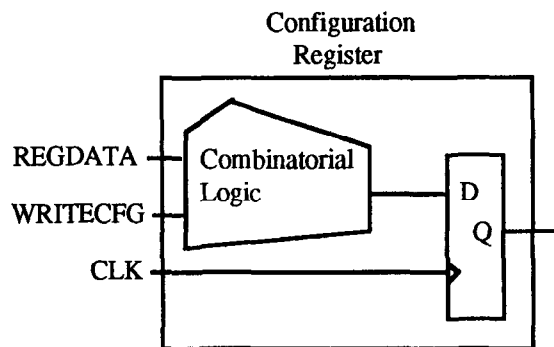 Configuration
Register
REGDATA
Combinatorial
Logic
WRITECFG
D
Q
CLK